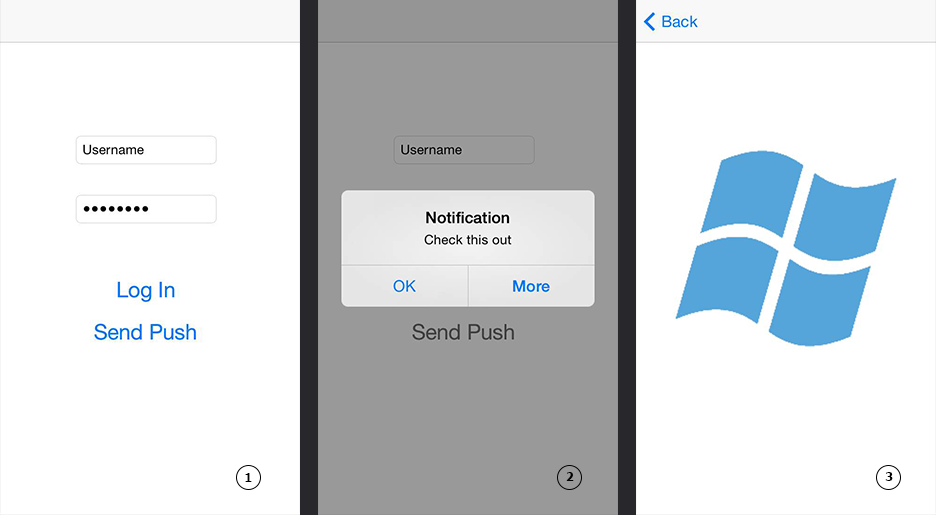 Username
••••••••
Log In
Send Push
1
Username
Notification
Check this out
OK
More
Send Push
2
Back
3